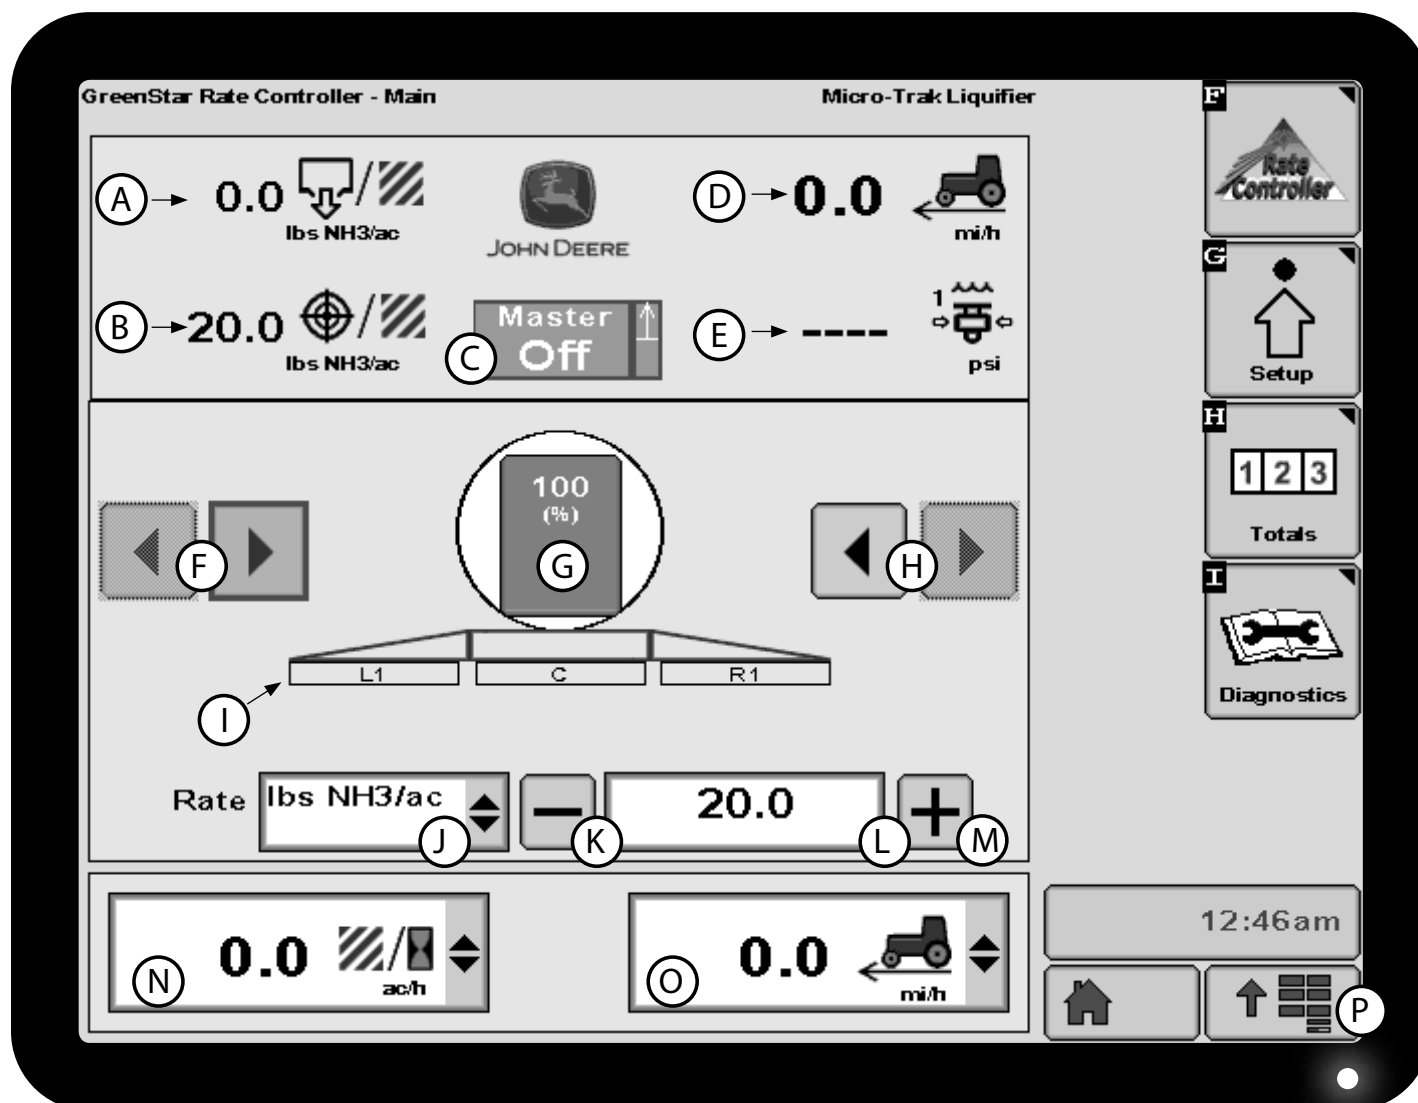 GreenStar Rate Controller - Main
Micro-Trak Liquifier
A
0.0
lbs NH3/ac
JOHN DEERE
D
0.0
mi/h
B
20.0
lbs NH3/ac
Master
Off
C
E
----
1
psi
F
Rate
Controller
G
Setup
H
1 2 3
Totals
I
Diagnostics
100
(%)
F
G
H
L1
C
R1
I
Rate
lbs NH3/ac
J
K
20.0
L
M
N
0.0
ac/h
O
0.0
mi/h
12:46am
P